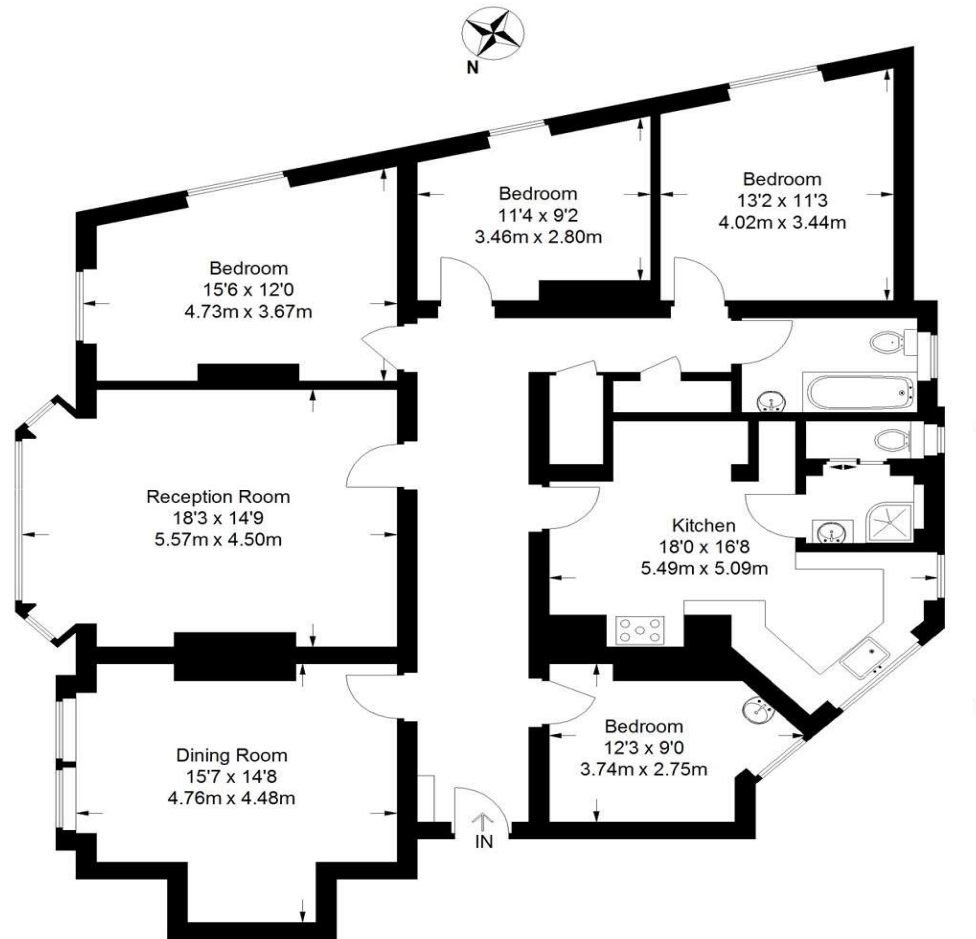 N
Bedroom
13'2 x 11'3
4.02m x 3.44m
Bedroom
11'4 x 9'2
3.46m x 2.80m
Bedroom
15'6 x 12'0
4.73m x 3.67m
Reception Room
18'3 x 14'9
5.57m x 4.50m
Kitchen
18'0 x 16'8
5.49m x 5.09m
Bedroom
12'3 x 9'0
3.74m x 2.75m
Dining Room
15'7 x 14'8
4.76m x 4.48m
IN